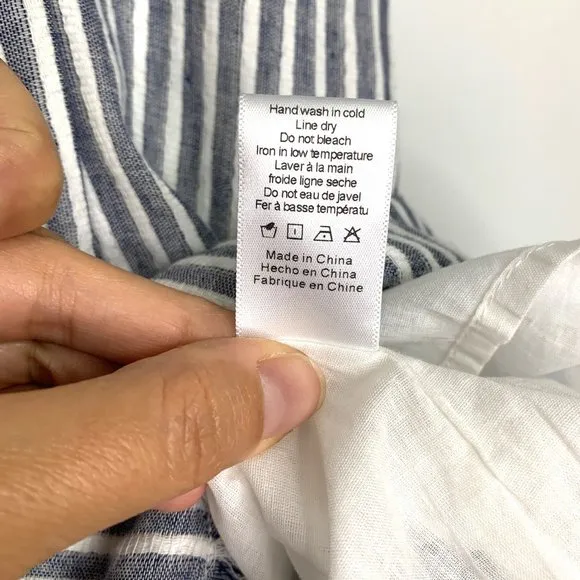 Hand wash in cold
Line dry
Do not bleach
Iron in low temperature
Laver à la main
froide ligne seche
Do not eau de javel
Fer à basse températu
Made in China
Hecho en China
Fabrique en Chine